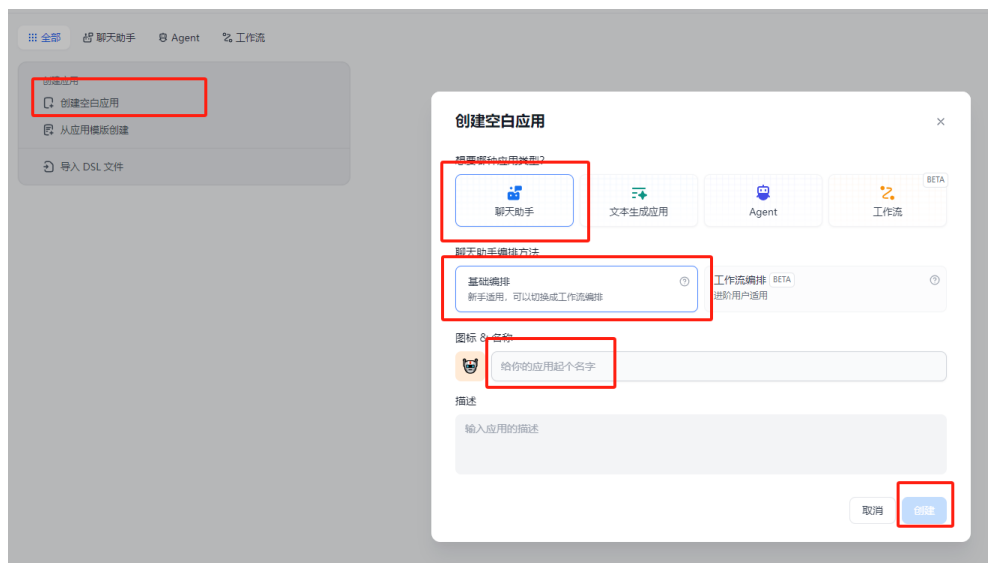 全部 聊天助手 Agent 工作流
创建应用
创建空白应用
从应用模版创建
导入 DSL 文件
创建空白应用
想要哪种应用类型?
BETA
聊天助手 文本生成应用 Agent 工作流
聊天助手编排方法
基础编排
新手适用，可以切换成工作流编排
工作流编排 BETA
进阶用户适用
图标 & 名称
给你的应用起个名字
描述
输入应用的描述
取消 创建